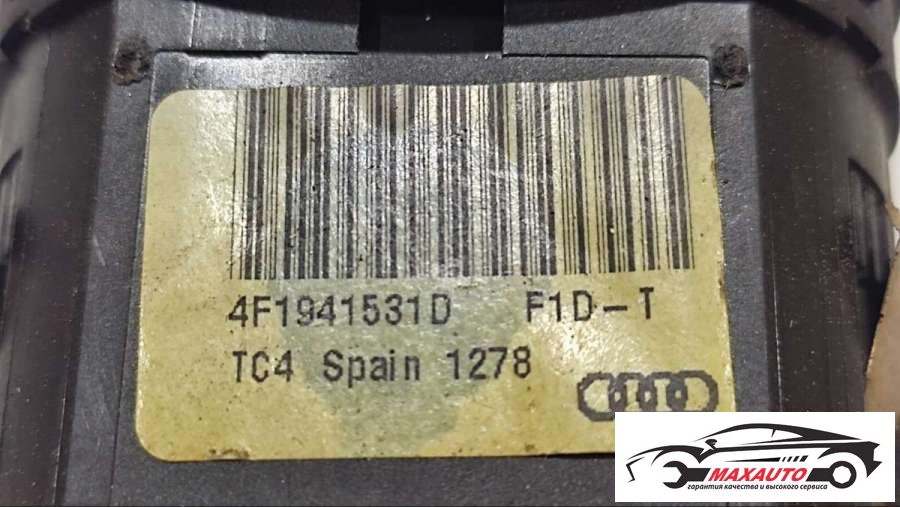 4F1941531D F1D-T
TC4 Spain 1278
MAXAUTO
гарантия качества и высокого сервиса